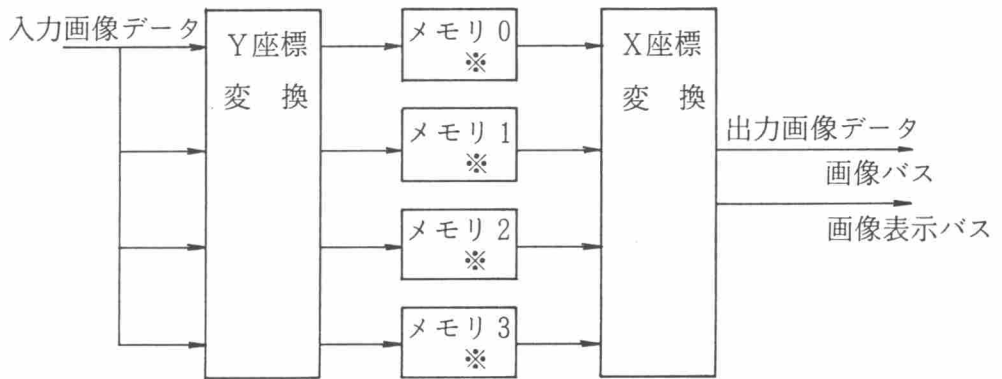 入力画像データ
Y座標
変換
メモリ0
※
メモリ1
※
メモリ2
※
メモリ3
※
X座標
変換
出力画像データ
画像バス
画像表示バス